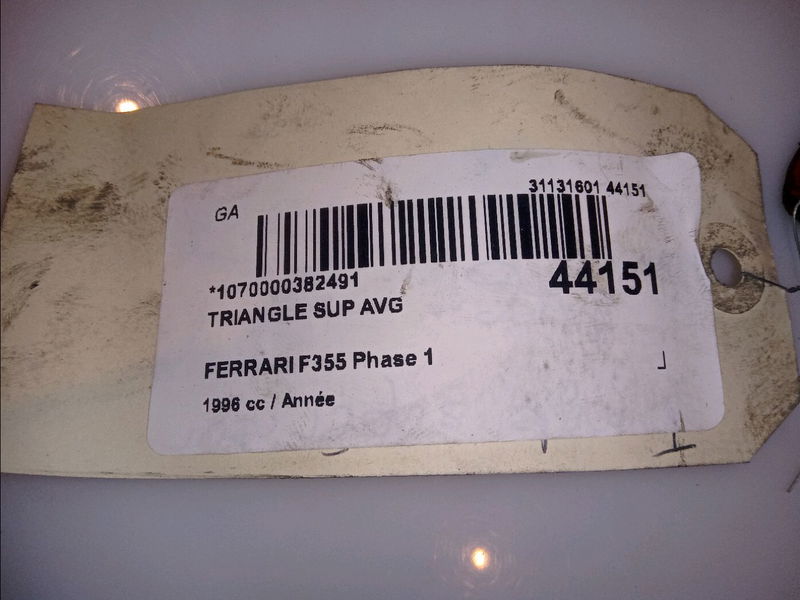 31131601 44151
GA
*1070000382491
44151
TRIANGLE SUP AVG
FERRARI F355 Phase 1
1996 cc / Année